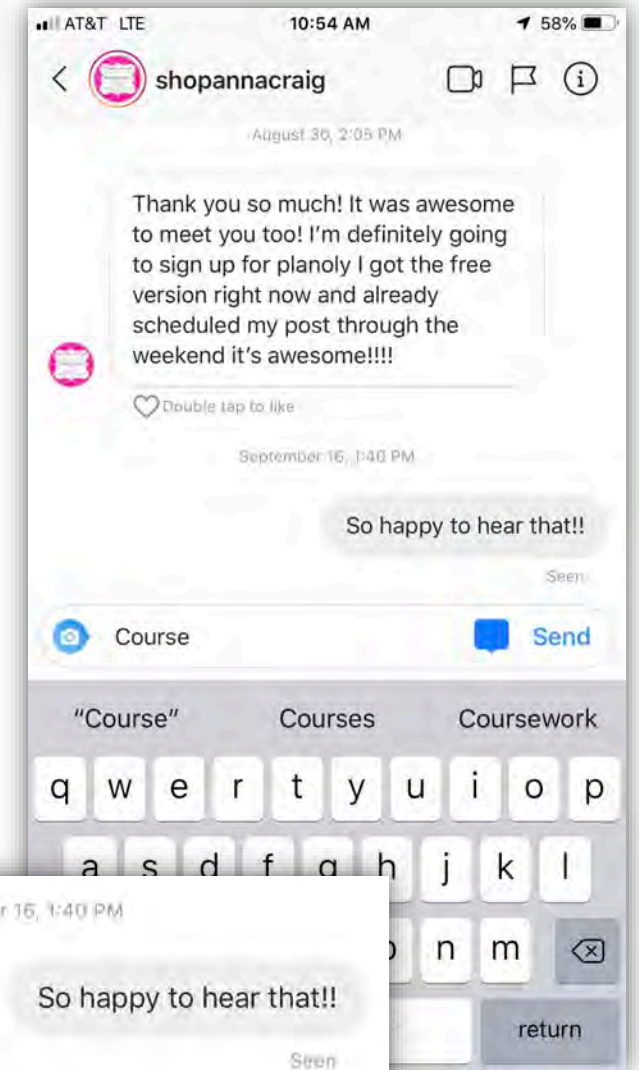 AT&T LTE 10:54 AM 58%
shopannacraig
August 30, 2:05 PM
Thank you so much! It was awesome
to meet you too! I'm definitely going
to sign up for planoly I got the free
version right now and already
scheduled my post through the
weekend it's awesome!!!!
Double tap to like
September 16, 1:40 PM
So happy to hear that!!
Seen
Course Send
"Course" Courses Coursework
q w e r t y u i o p
a s d f g h j k l
n m
return
r 16, 1:40 PM
So happy to hear that!!
Seen